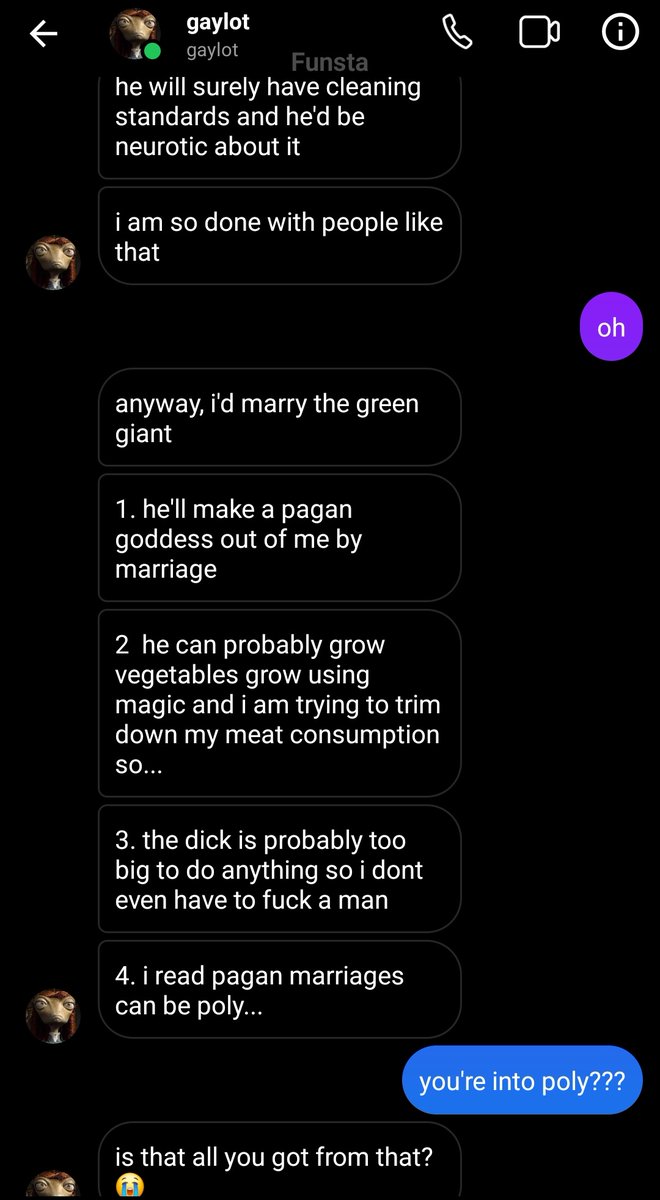 gaylot
gaylot
Funsta
he will surely have cleaning
standards and he'd be
neurotic about it
i am so done with people like
that
oh
anyway, i'd marry the green
giant
1. he'll make a pagan
goddess out of me by
marriage
2  he can probably grow
vegetables grow using
magic and i am trying to trim
down my meat consumption
so...
3. the dick is probably too
big to do anything so i dont
even have to fuck a man
4. i read pagan marriages
can be poly...
you're into poly???
is that all you got from that?
😭